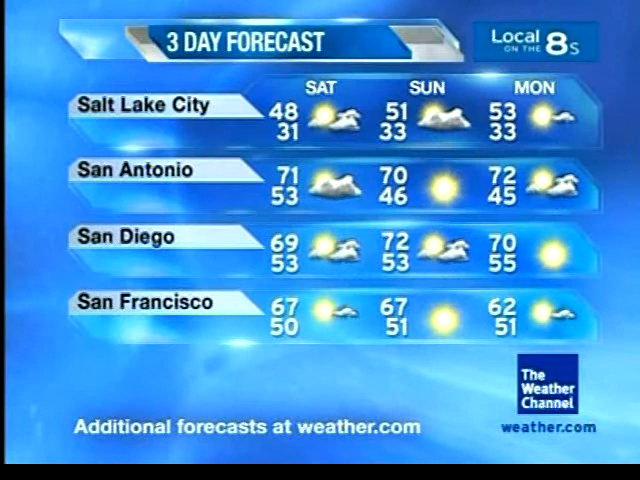 3 DAY FORECAST
Local
ON THE 8s
SAT SUN MON
Salt Lake City 48 51 53
31 33 33
San Antonio 71 70 72
53 46 45
San Diego 69 72 70
53 53 55
San Francisco 67 67 62
50 51 51
The
Weather
Channel
Additional forecasts at weather.com
weather.com